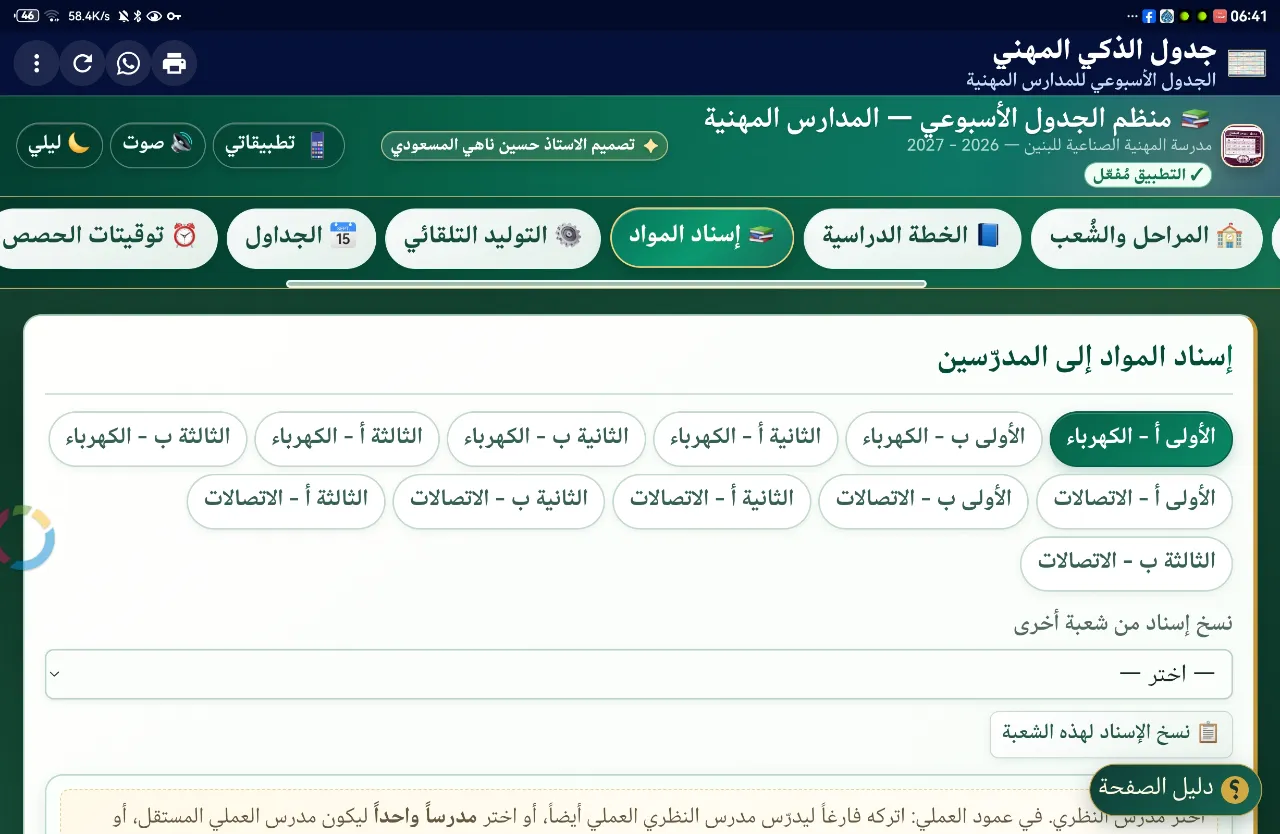 46 58.4K/s 06:41
جدول الذكي المهني
الجدول الأسبوعي للمدارس المهنية
منظم الجدول الأسبوعي — المدارس المهنية
مدرسة المهنية الصناعية للبنين — 2026 - 2027
✓ التطبيق مُفعّل
✦ تصميم الاستاذ حسين ناهي المسعودي
تطبيقاتي
صوت
ليلي
المراحل والشُعب
الخطة الدراسية
إسناد المواد
التوليد التلقائي
15 الجداول
توقيتات الحصص
إسناد المواد إلى المدرّسين
الأولى أ - الكهرباء الأولى ب - الكهرباء الثانية أ - الكهرباء الثانية ب - الكهرباء الثالثة أ - الكهرباء الثالثة ب - الكهرباء
الأولى أ - الاتصالات الأولى ب - الاتصالات الثانية أ - الاتصالات الثانية ب - الاتصالات الثالثة أ - الاتصالات
الثالثة ب - الاتصالات
نسخ إسناد من شعبة أخرى
— اختر —
نسخ الإسناد لهذه الشعبة
؟ دليل الصفحة
اختر مدرس النظري. في عمود العملي: اتركه فارغاً ليدرّس مدرس النظري العملي أيضاً، أو اختر مدرساً واحداً ليكون مدرس العملي المستقل، أو